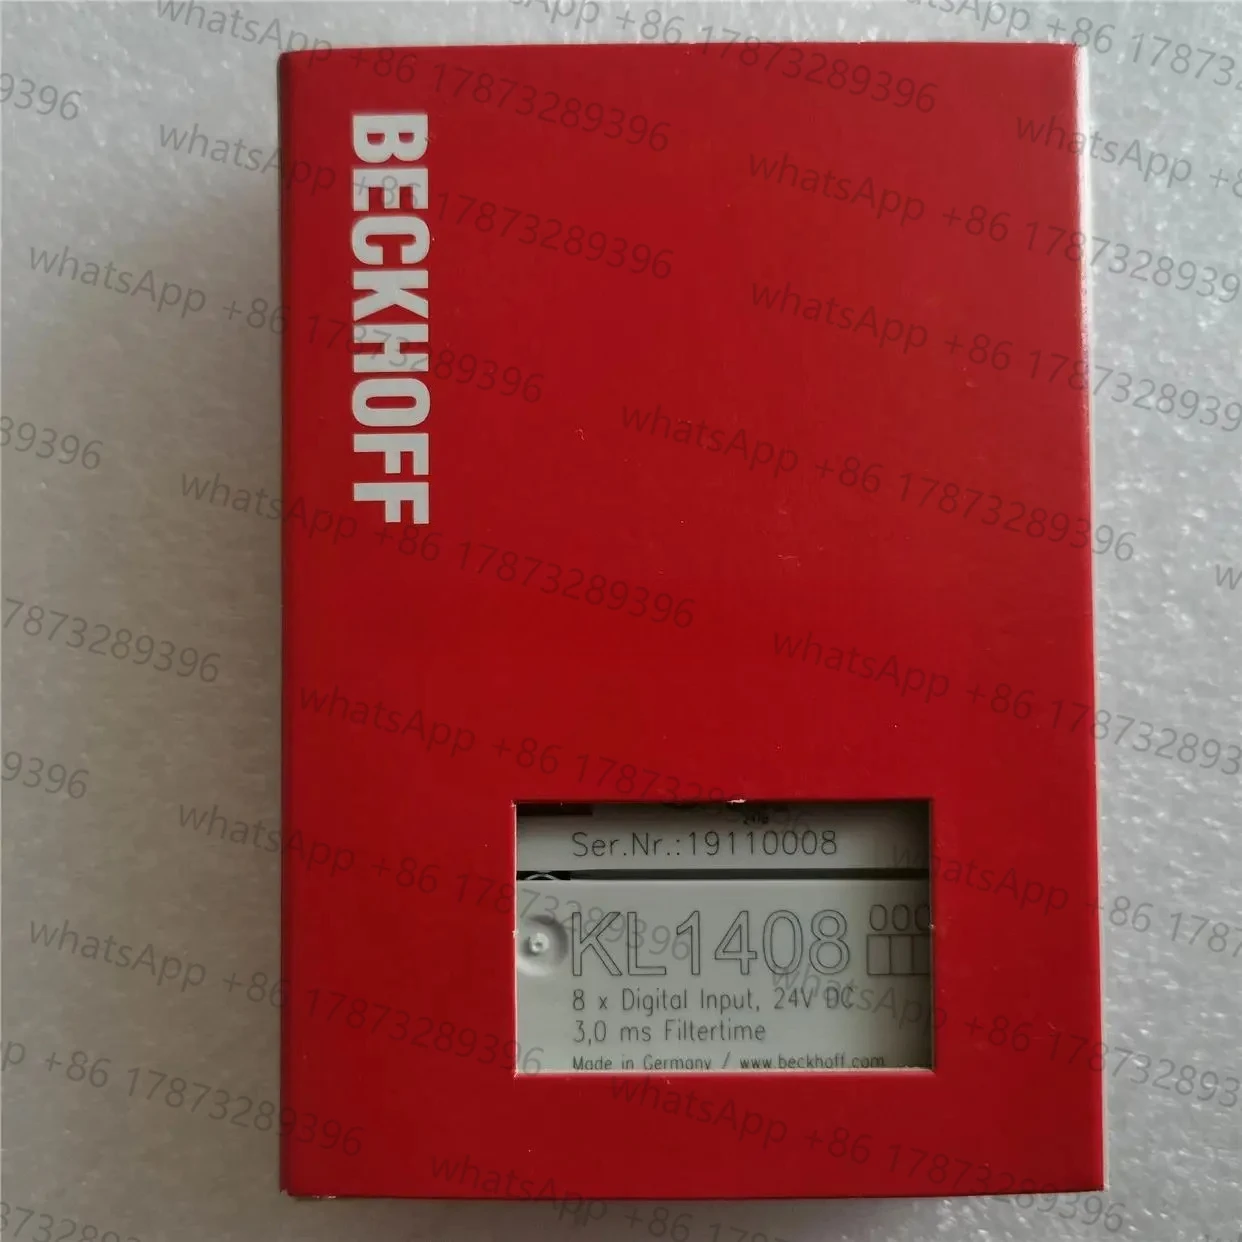 BECKHOFF
Ser.Nr.:19110008
KL1408
000
8 x Digital Input, 24V DC
3,0 ms Filtertime
Made in Germany / www.beckhoff.com
whatsApp +86 17873289396